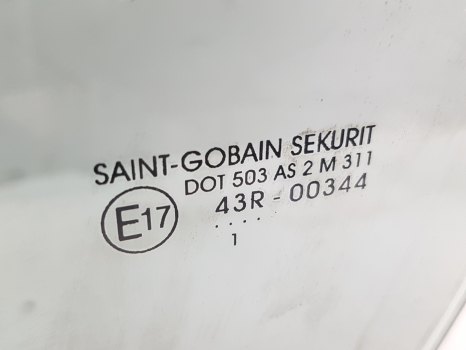 SAINT-GOBAIN SEKURIT
DOT 503 AS 2 M 311
E17
43R - 00344
....
1